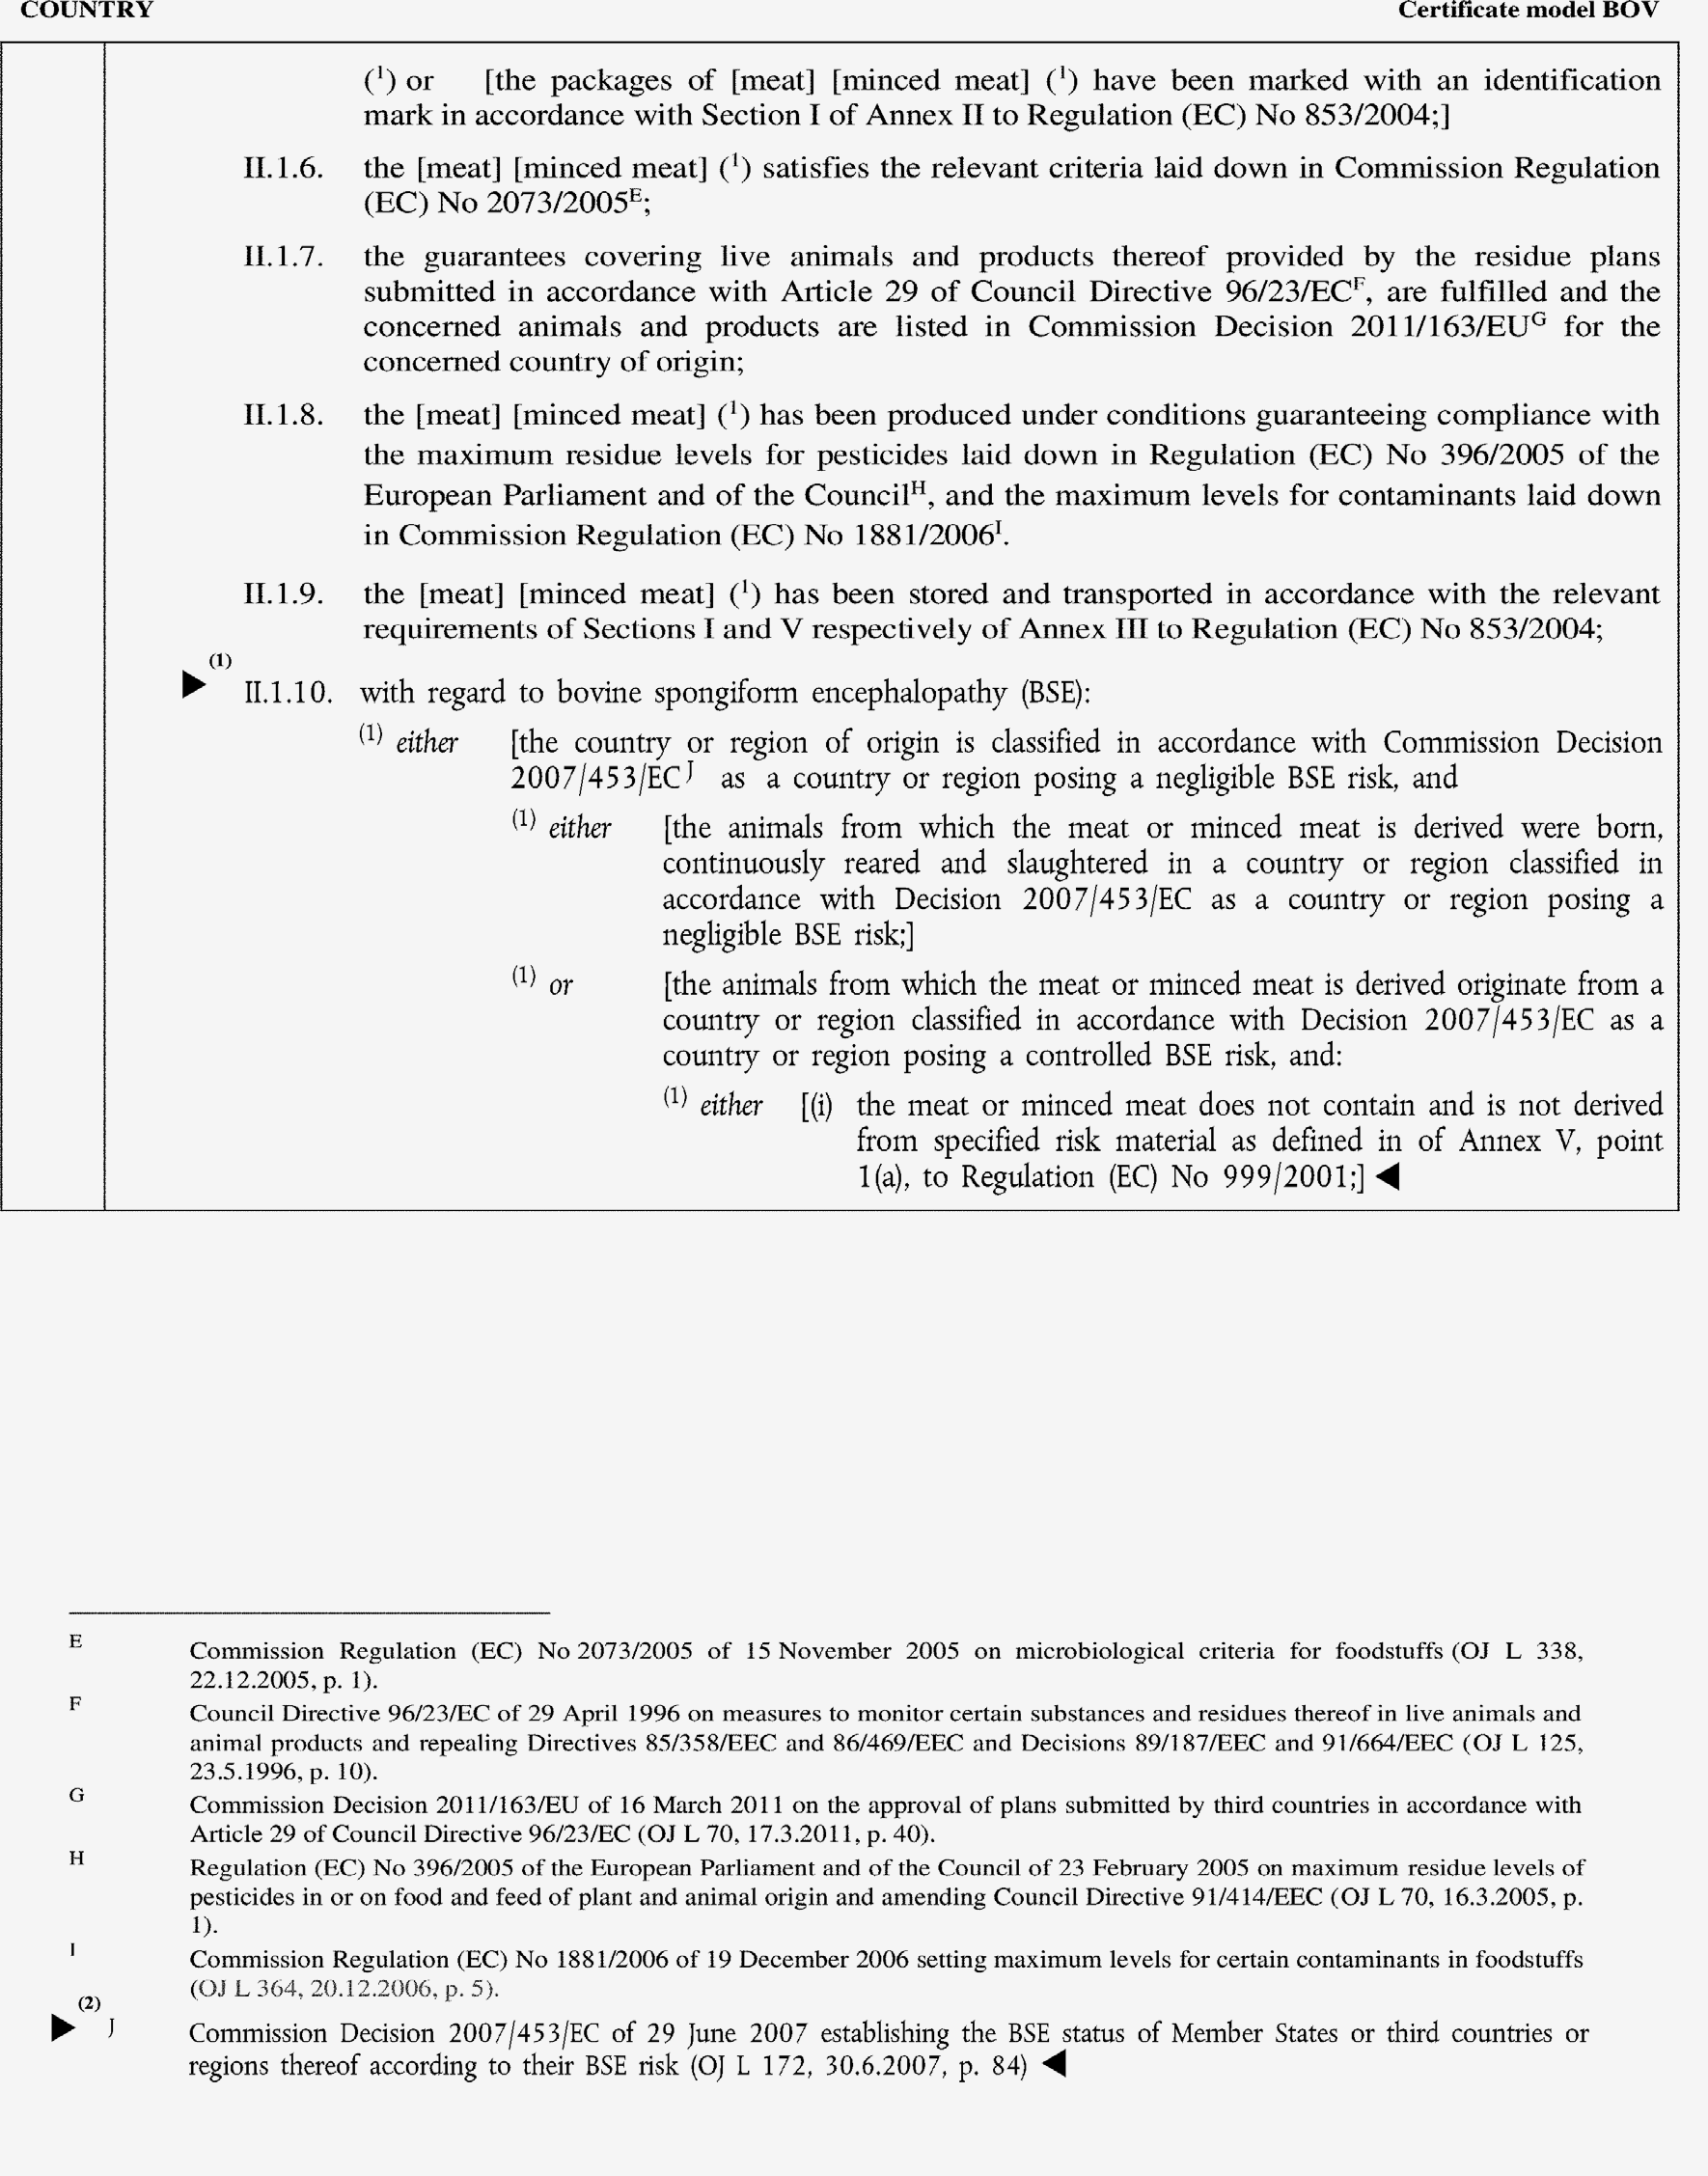 COUNTRY Certificate model BOV
(¹) or [the packages of [meat] [minced meat] (¹) have been marked with an identification
mark in accordance with Section I of Annex II to Regulation (EC) No 853/2004;]
II.1.6. the [meat] [minced meat] (¹) satisfies the relevant criteria laid down in Commission Regulation
(EC) No 2073/2005ᴱ;
II.1.7. the guarantees covering live animals and products thereof provided by the residue plans
submitted in accordance with Article 29 of Council Directive 96/23/ECF, are fulfilled and the
concerned animals and products are listed in Commission Decision 2011/163/EUᴳ for the
concerned country of origin;
II.1.8. the [meat] [minced meat] (¹) has been produced under conditions guaranteeing compliance with
the maximum residue levels for pesticides laid down in Regulation (EC) No 396/2005 of the
European Parliament and of the Councilᴴ, and the maximum levels for contaminants laid down
in Commission Regulation (EC) No 1881/2006ᴵ.
II.1.9. the [meat] [minced meat] (¹) has been stored and transported in accordance with the relevant
requirements of Sections I and V respectively of Annex III to Regulation (EC) No 853/2004;
▶ (1)
II.1.10. with regard to bovine spongiform encephalopathy (BSE):
(1) either [the country or region of origin is classified in accordance with Commission Decision
2007/453/ECᴶ as a country or region posing a negligible BSE risk, and
(1) either [the animals from which the meat or minced meat is derived were born,
continuously reared and slaughtered in a country or region classified in
accordance with Decision 2007/453/EC as a country or region posing a
negligible BSE risk;]
(1) or [the animals from which the meat or minced meat is derived originate from a
country or region classified in accordance with Decision 2007/453/EC as a
country or region posing a controlled BSE risk, and:
(1) either [(i) the meat or minced meat does not contain and is not derived
from specified risk material as defined in of Annex V, point
1(a), to Regulation (EC) No 999/2001;] ◀
E Commission Regulation (EC) No 2073/2005 of 15 November 2005 on microbiological criteria for foodstuffs (OJ L 338,
22.12.2005, p. 1).
F Council Directive 96/23/EC of 29 April 1996 on measures to monitor certain substances and residues thereof in live animals and
animal products and repealing Directives 85/358/EEC and 86/469/EEC and Decisions 89/187/EEC and 91/664/EEC (OJ L 125,
23.5.1996, p. 10).
G Commission Decision 2011/163/EU of 16 March 2011 on the approval of plans submitted by third countries in accordance with
Article 29 of Council Directive 96/23/EC (OJ L 70, 17.3.2011, p. 40).
H Regulation (EC) No 396/2005 of the European Parliament and of the Council of 23 February 2005 on maximum residue levels of
pesticides in or on food and feed of plant and animal origin and amending Council Directive 91/414/EEC (OJ L 70, 16.3.2005, p.
1).
I Commission Regulation (EC) No 1881/2006 of 19 December 2006 setting maximum levels for certain contaminants in foodstuffs
(OJ L 364, 20.12.2006, p. 5).
▶ (2) J Commission Decision 2007/453/EC of 29 June 2007 establishing the BSE status of Member States or third countries or
regions thereof according to their BSE risk (OJ L 172, 30.6.2007, p. 84) ◀